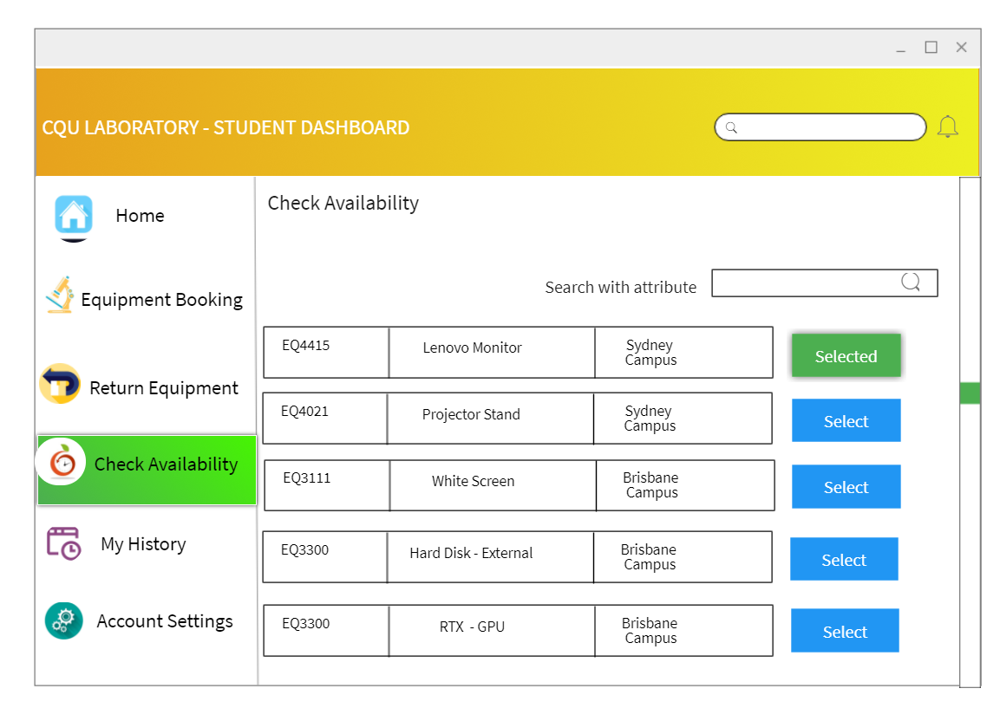 CQU LABORATORY - STUDENT DASHBOARD
Home
Equipment Booking
Return Equipment
Check Availability
My History
Account Settings
Check Availability
Search with attribute
EQ4415 Lenovo Monitor Sydney
Campus
Selected
EQ4021 Projector Stand Sydney
Campus
Select
EQ3111 White Screen Brisbane
Campus
Select
EQ3300 Hard Disk - External Brisbane
Campus
Select
EQ3300 RTX - GPU Brisbane
Campus
Select